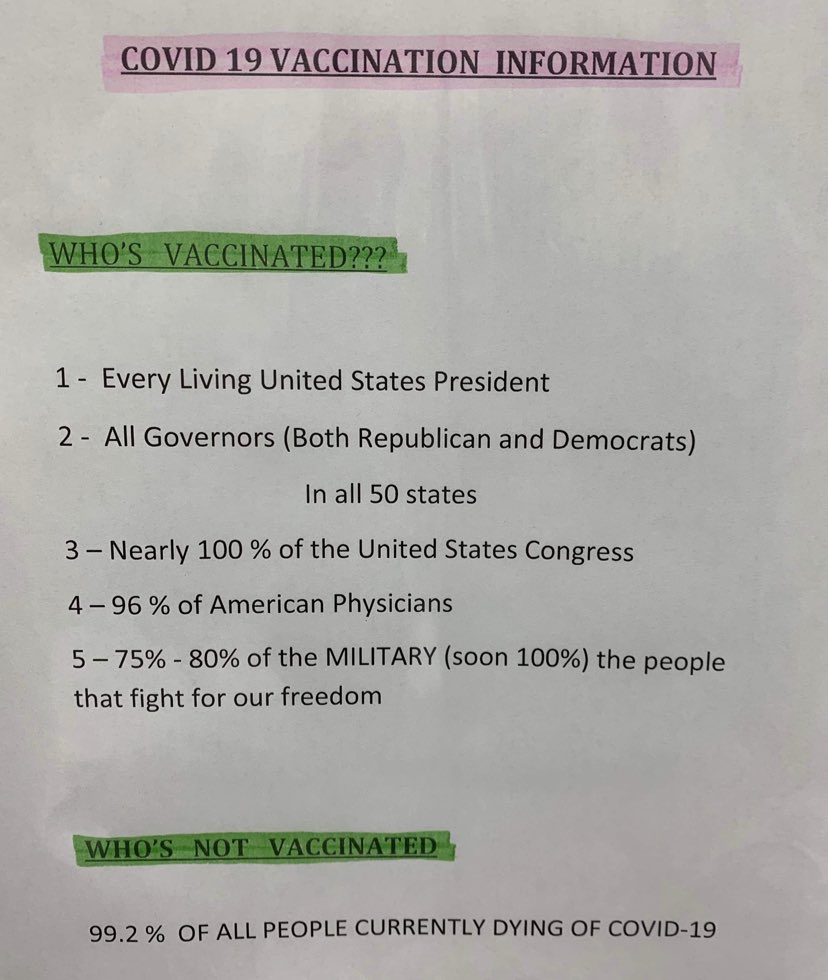 COVID 19 VACCINATION INFORMATION
WHO'S VACCINATED???
1 - Every Living United States President
2 - All Governors (Both Republican and Democrats)
In all 50 states
3 – Nearly 100 % of the United States Congress
4 – 96 % of American Physicians
5 – 75% - 80% of the MILITARY (soon 100%) the people
that fight for our freedom
WHO'S NOT VACCINATED
99.2 % OF ALL PEOPLE CURRENTLY DYING OF COVID-19